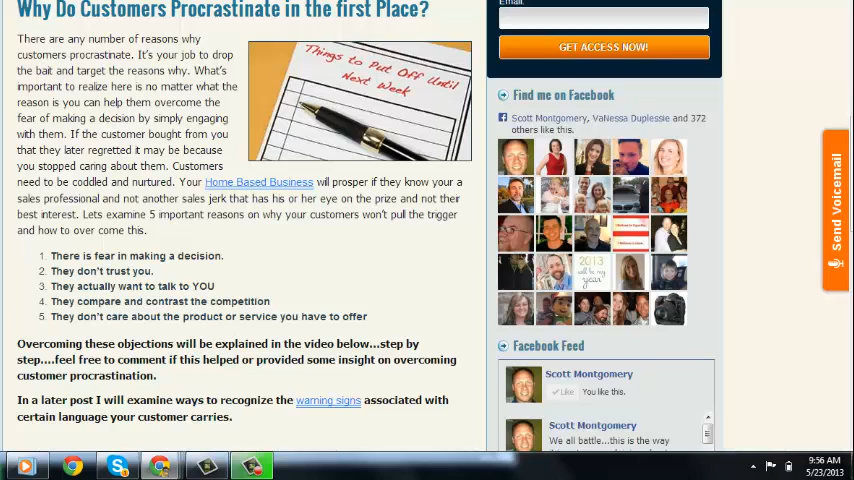 Why Do Customers Procrastinate in the first Place?
There are any number of reasons why
customers procrastinate. It's your job to drop
the bait and target the reasons why. What's
important to realize here is no matter what the
reason is you can help them overcome the
fear of making a decision by simply engaging
with them. If the customer bought from you
that they later regretted it may be because
you stopped caring about them. Customers
need to be coddled and nurtured. Your Home Based Business will prosper if they know your a
sales professional and not another sales jerk that has his or her eye on the prize and not their
best interest. Lets examine 5 important reasons on why your customers won't pull the trigger
and how to over come this.
Things to Put Off Until
Next Week
1. There is fear in making a decision.
2. They don't trust you.
3. They actually want to talk to YOU
4. They compare and contrast the competition
5. They don't care about the product or service you have to offer
Overcoming these objections will be explained in the video below...step by
step....feel free to comment if this helped or provided some insight on overcoming
customer procrastination.
In a later post I will examine ways to recognize the warning signs associated with
certain language your customer carries.
Email:
GET ACCESS NOW!
Find me on Facebook
Scott Montgomery, VaNessa Duplessie and 372
others like this.
2013
will be my
YEAR
Facebook Feed
Scott Montgomery
Like You like this.
Scott Montgomery
We all battle...this is the way
Send Voicemail
9:56 AM
5/23/2013